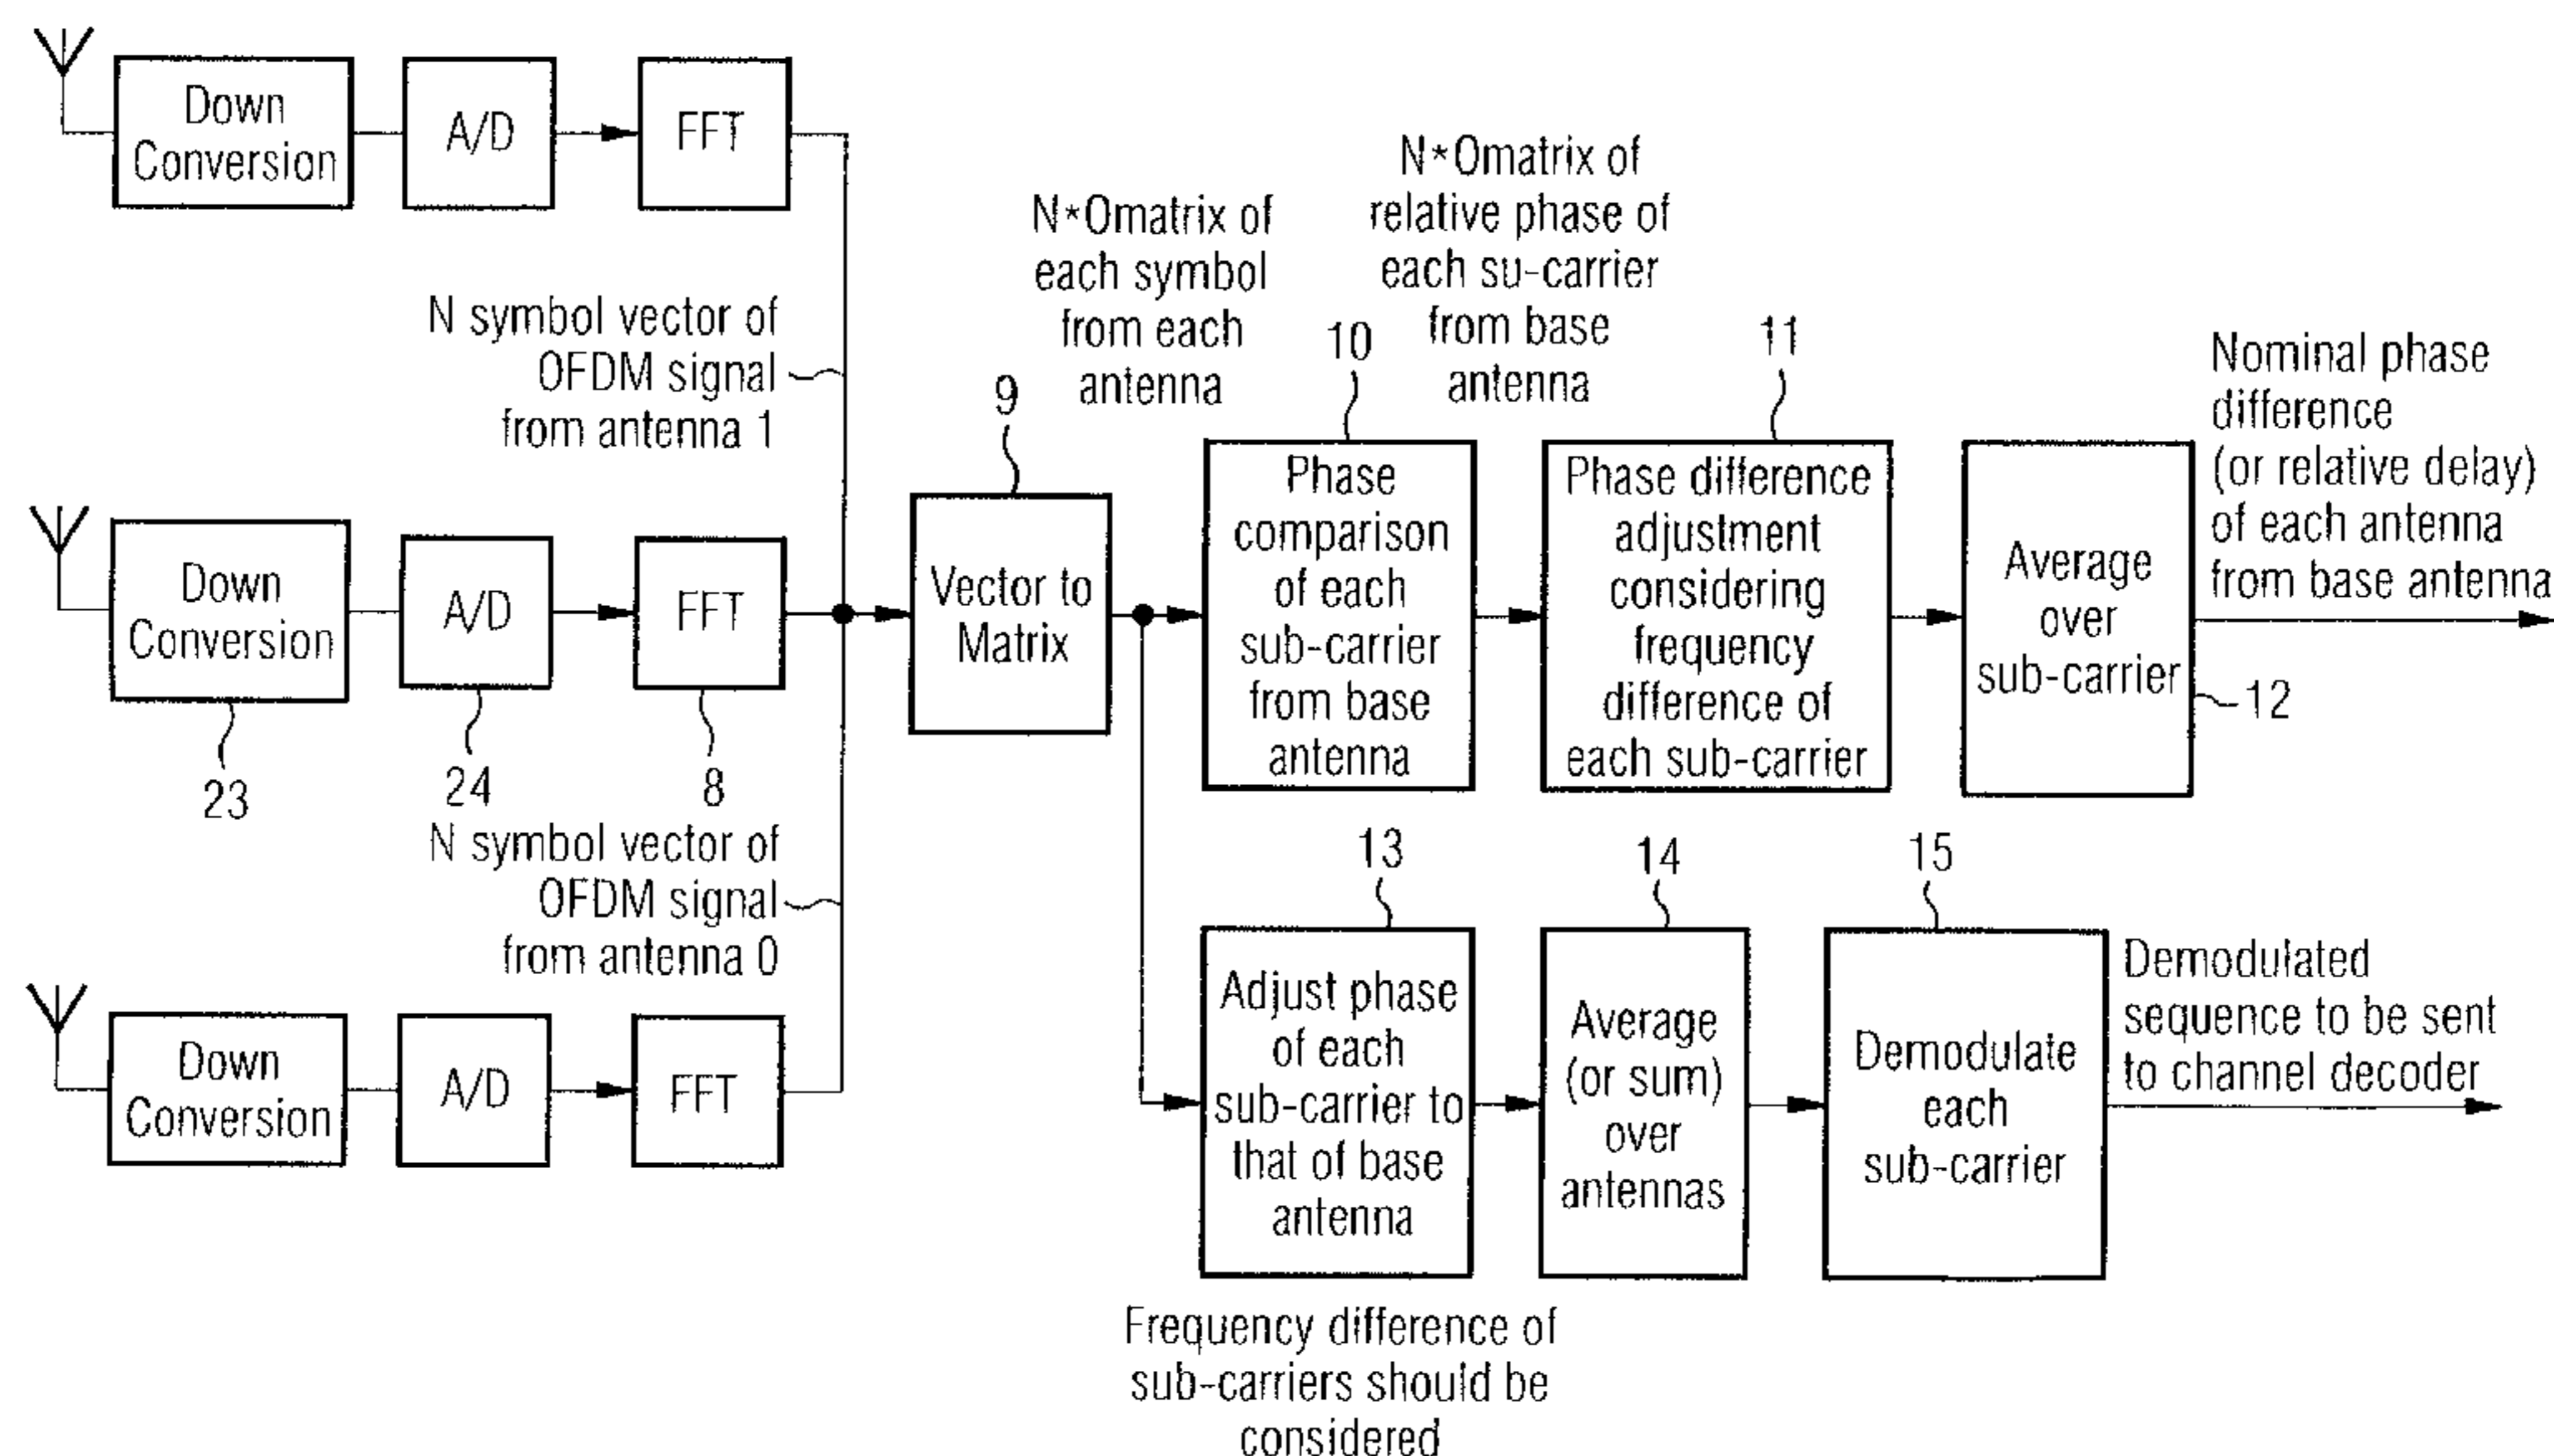 Down
Conversion
A/D
FFT
N symbol vector of
OFDM signal
from antenna 1
Down
Conversion
23
A/D
24
FFT
8
N symbol vector of
OFDM signal
from antenna 0
Down
Conversion
A/D
FFT
9
Vector to
Matrix
N*Omatrix of
each symbol
from each
antenna
10
Phase
comparison
of each
sub-carrier
from base
antenna
N*Omatrix of
relative phase of
each su-carrier
from base
antenna
11
Phase difference
adjustment
considering
frequency
difference of
each sub-carrier
Average
over
sub-carrier
12
Nominal phase
difference
(or relative delay)
of each antenna
from base antenna
13
Adjust phase
of each
sub-carrier to
that of base
antenna
Frequency difference of
sub-carriers should be
considered
14
Average
(or sum)
over
antennas
15
Demodulate
each
sub-carrier
Demodulated
sequence to be sent
to channel decoder